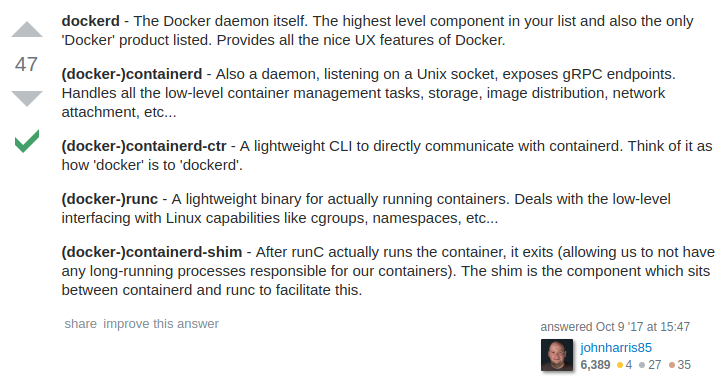 dockerd - The Docker daemon itself. The highest level component in your list and also the only
'Docker' product listed. Provides all the nice UX features of Docker.
47
(docker-)containerd - Also a daemon, listening on a Unix socket, exposes gRPC endpoints.
Handles all the low-level container management tasks, storage, image distribution, network
attachment, etc...
(docker-)containerd-ctr - A lightweight CLI to directly communicate with containerd. Think of it as
how 'docker' is to 'dockerd'.
(docker-)runc - A lightweight binary for actually running containers. Deals with the low-level
interfacing with Linux capabilities like cgroups, namespaces, etc...
(docker-)containerd-shim - After runC actually runs the container, it exits (allowing us to not have
any long-running processes responsible for our containers). The shim is the component which sits
between containerd and runc to facilitate this.
share improve this answer
answered Oct 9 '17 at 15:47
johnharris85
6,389 ●4 ●27 ●35